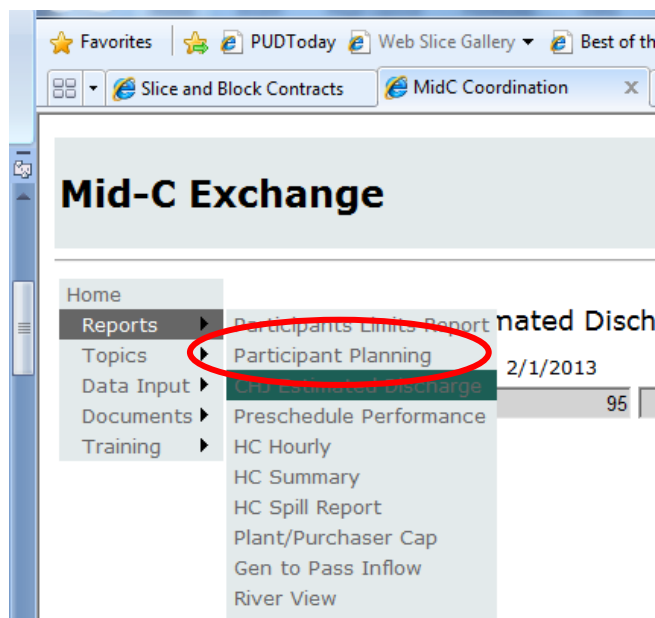 Favorites PUDToday Web Slice Gallery Best of th
Slice and Block Contracts MidC Coordination x
Mid-C Exchange
Home
Reports Participants Limits Report mated Disch
Topics Participant Planning 2/1/2013
Data Input CFD Estimated Discharge 95
Documents Preschedule Performance
Training HC Hourly
HC Summary
HC Spill Report
Plant/Purchaser Cap
Gen to Pass Inflow
River View